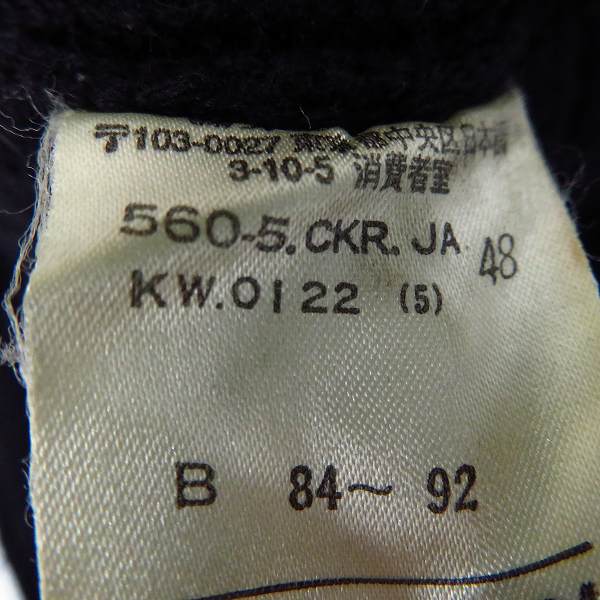 〒103-0027 東京都中央区日本橋
3-10-5 消費者室
560-5.CKR.JA 48
KW.0122 (5)
B 84～92